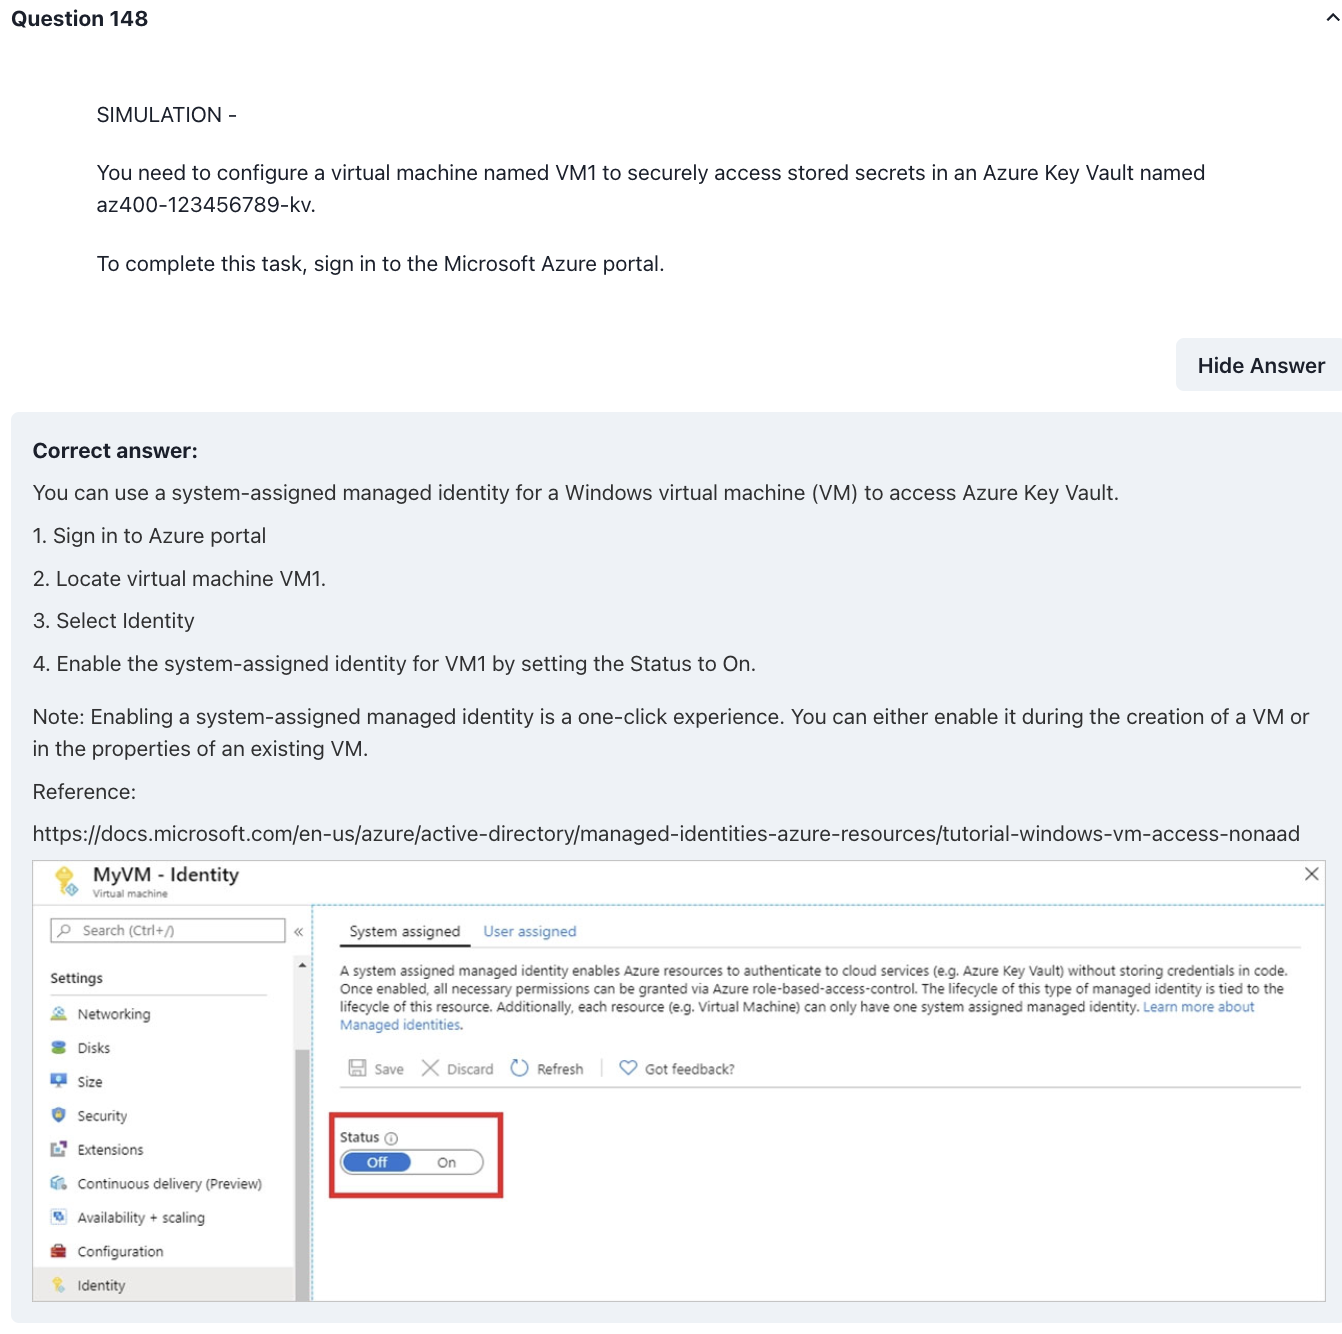 Question 148
SIMULATION -
You need to configure a virtual machine named VM1 to securely access stored secrets in an Azure Key Vault named
az400-123456789-kv.
To complete this task, sign in to the Microsoft Azure portal.
Hide Answer
Correct answer:
You can use a system-assigned managed identity for a Windows virtual machine (VM) to access Azure Key Vault.
1. Sign in to Azure portal
2. Locate virtual machine VM1.
3. Select Identity
4. Enable the system-assigned identity for VM1 by setting the Status to On.
Note: Enabling a system-assigned managed identity is a one-click experience. You can either enable it during the creation of a VM or
in the properties of an existing VM.
Reference:
https://docs.microsoft.com/en-us/azure/active-directory/managed-identities-azure-resources/tutorial-windows-vm-access-nonaad
MyVM - Identity
Virtual machine
Search (Ctrl+/)
Settings
Networking
Disks
Size
Security
Extensions
Continuous delivery (Preview)
Availability + scaling
Configuration
Identity
System assigned User assigned
A system assigned managed identity enables Azure resources to authenticate to cloud services (e.g. Azure Key Vault) without storing credentials in code.
Once enabled, all necessary permissions can be granted via Azure role-based-access-control. The lifecycle of this type of managed identity is tied to the
lifecycle of this resource. Additionally, each resource (e.g. Virtual Machine) can only have one system assigned managed identity. Learn more about
Managed identities.
Save Discard Refresh Got feedback?
Status
Off On